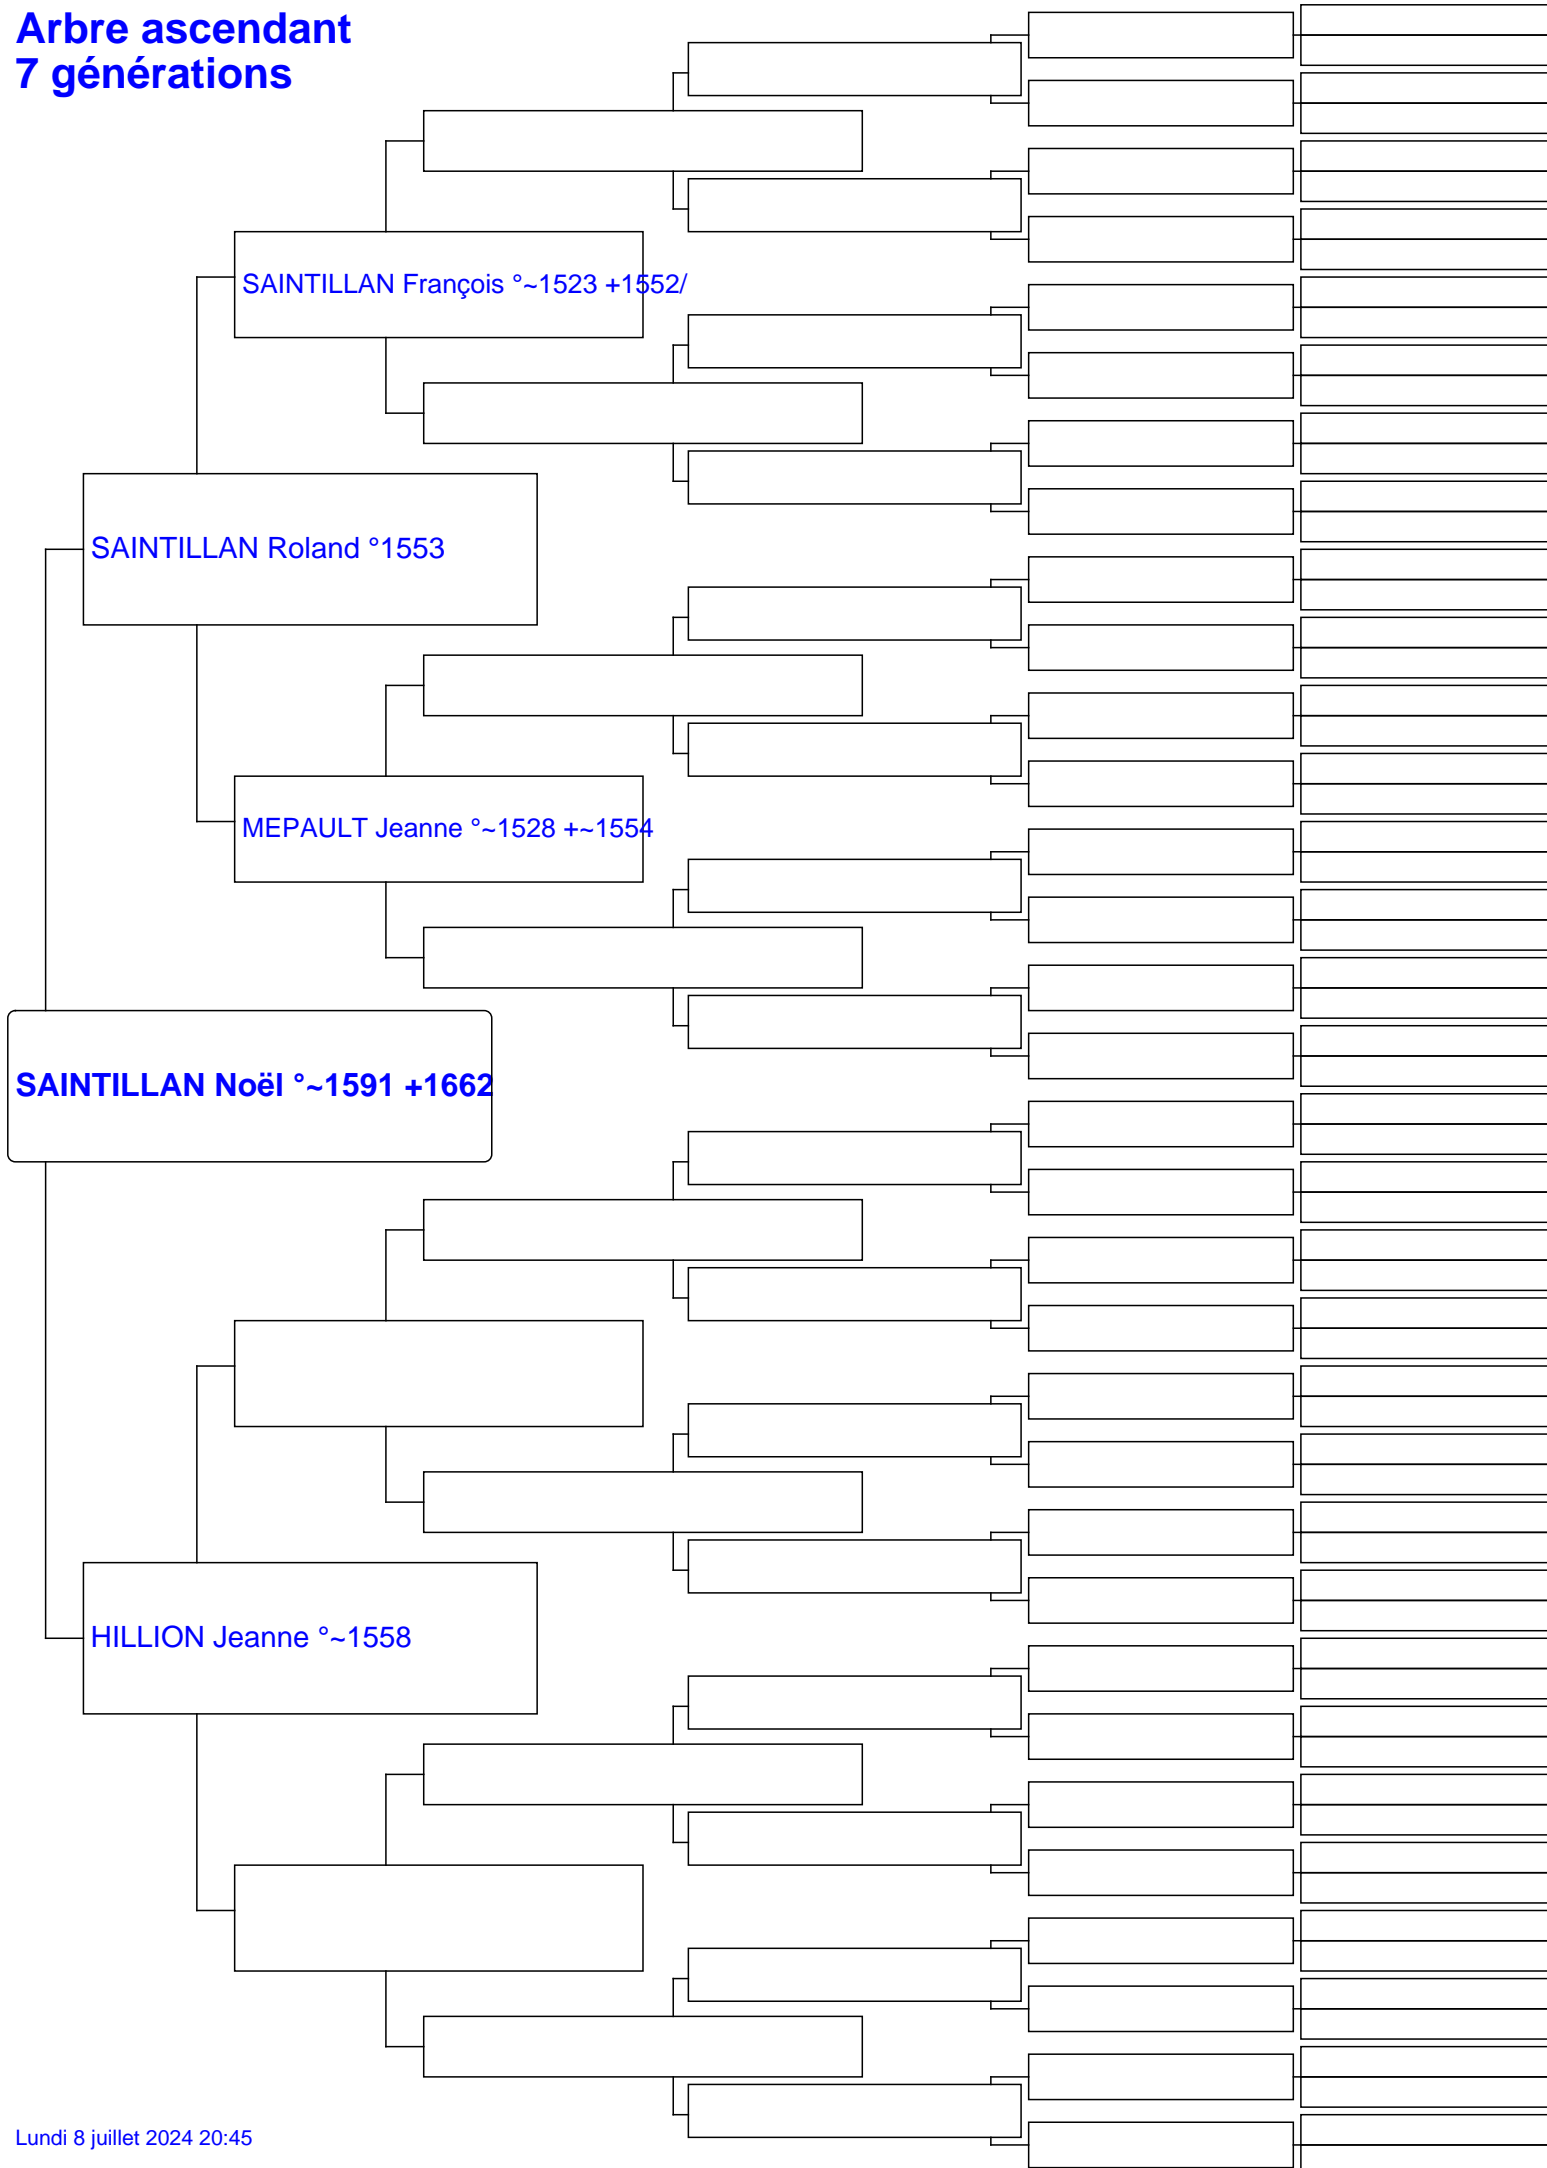 Arbre ascendant
7 générations
SAINTILLAN François °~1523 +1552/
SAINTILLAN Roland °1553
MEPAULT Jeanne °~1528 +~1554
SAINTILLAN Noël °~1591 +1662
HILLION Jeanne °~1558
Lundi 8 juillet 2024 20:45